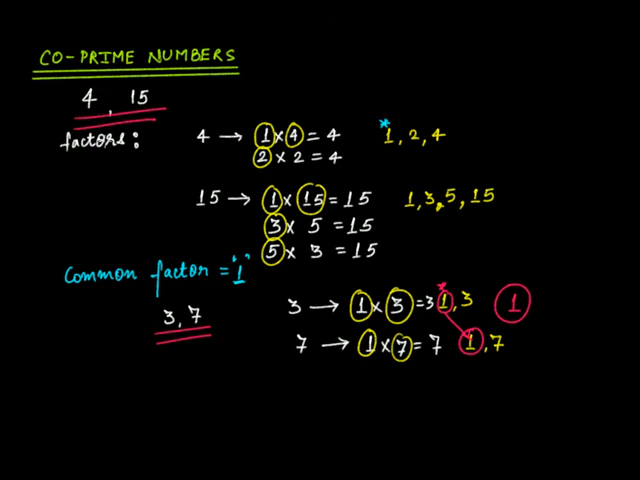 CO-PRIME NUMBERS
4, 15
factors:
4 → 1 × 4 = 4 *1, 2, 4
2 × 2 = 4
15 → 1 × 15 = 15 1, 3, 5, 15
3 × 5 = 15
5 × 3 = 15
Common factor = '1'
3, 7
3 → 1 × 3 = 3 *1, 3 1
7 → 1 × 7 = 7 1, 7